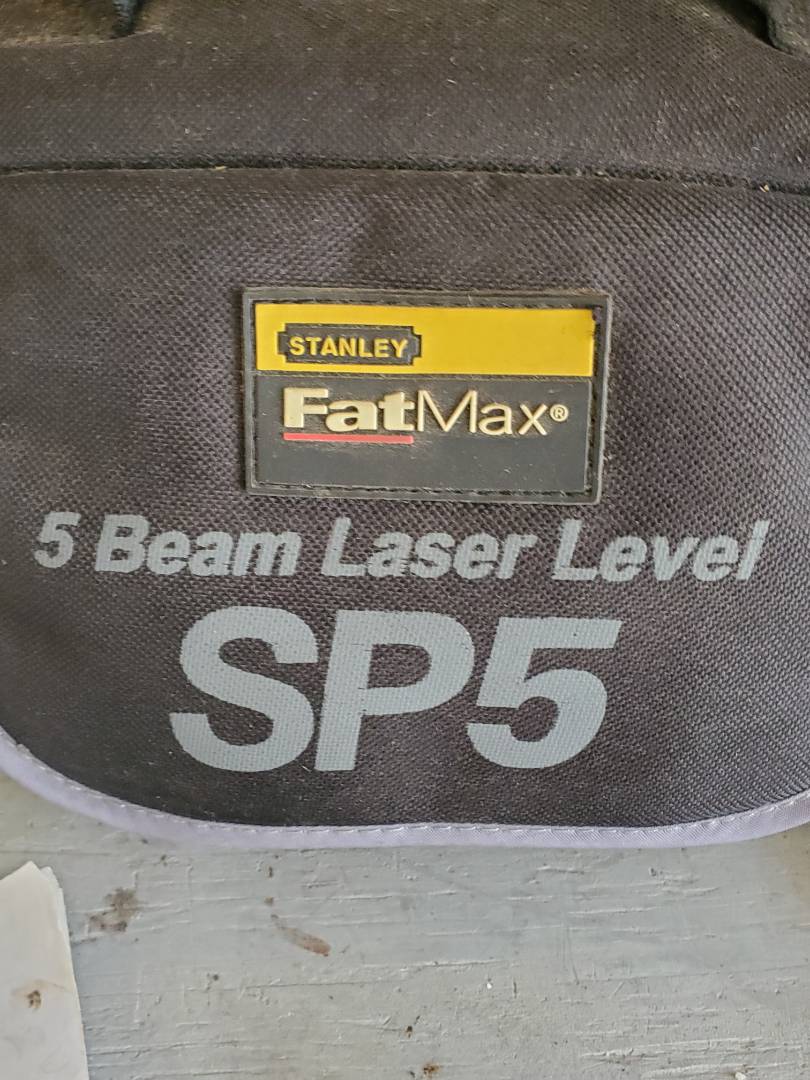 STANLEY
FatMax®
5 Beam Laser Level
SP5